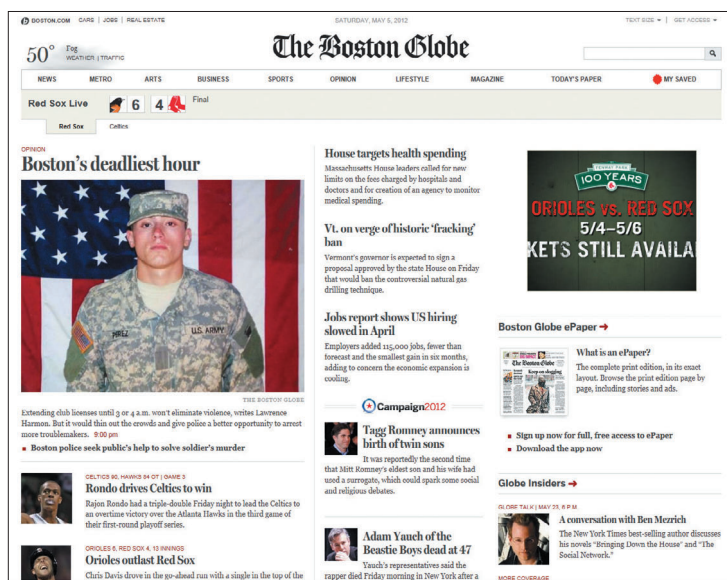 BOSTON.COM CARS | JOBS | REAL ESTATE
SATURDAY, MAY 5, 2012
TEXT SIZE GET ACCESS
50° Fog
WEATHER | TRAFFIC
The Boston Globe
NEWS METRO ARTS BUSINESS SPORTS OPINION LIFESTYLE MAGAZINE TODAY'S PAPER MY SAVED
Red Sox Live 6 4 Final
Red Sox Celtics
OPINION
Boston's deadliest hour
U.S. ARMY
THE BOSTON GLOBE
Extending club licenses until 3 or 4 a.m. won't eliminate violence, writes Lawrence
Harmon. But it would thin out the crowds and give police a better opportunity to arrest
more troublemakers. 9:00 pm
Boston police seek public's help to solve soldier's murder
CELTICS 90, HAWKS 84 OT | GAME 3
Rondo drives Celtics to win
Rajon Rondo had a triple-double Friday night to lead the Celtics to
an overtime victory over the Atlanta Hawks in the third game of
their first-round playoff series.
ORIOLES 6, RED SOX 4, 13 INNINGS
Orioles outlast Red Sox
Chris Davis drove in the go-ahead run with a single in the top of the
House targets health spending
Massachusetts House leaders called for new
limits on the fees charged by hospitals and
doctors and for creation of an agency to monitor
medical spending.
Vt. on verge of historic 'fracking'
ban
Vermont's governor is expected to sign a
proposal approved by the state House on Friday
that would ban the controversial natural gas
drilling technique.
Jobs report shows US hiring
slowed in April
Employers added 115,000 jobs, fewer than
forecast and the smallest gain in six months,
adding to concern the economic expansion is
cooling.
Campaign2012
Tagg Romney announces
birth of twin sons
It was reportedly the second time
that Mitt Romney's eldest son and his wife had
used a surrogate, which could spark some social
and religious debates.
Adam Yauch of the
Beastie Boys dead at 47
Yauch's representatives said the
rapper died Friday morning in New York after a
FENWAY PARK
100 YEARS
ORIOLES vs. RED SOX
5/4–5/6
KETS STILL AVAILA
Boston Globe ePaper
The Boston Globe
What is an ePaper?
The complete print edition, in its exact
layout. Browse the print edition page by
page, including stories and ads.
Sign up now for full, free access to ePaper
Download the app now
Globe Insiders
GLOBE TALK | MAY 23, 6 P.M.
A conversation with Ben Mezrich
The New York Times best-selling author discusses
his novels "Bringing Down the House" and "The
Social Network."
MORE COVERAGE